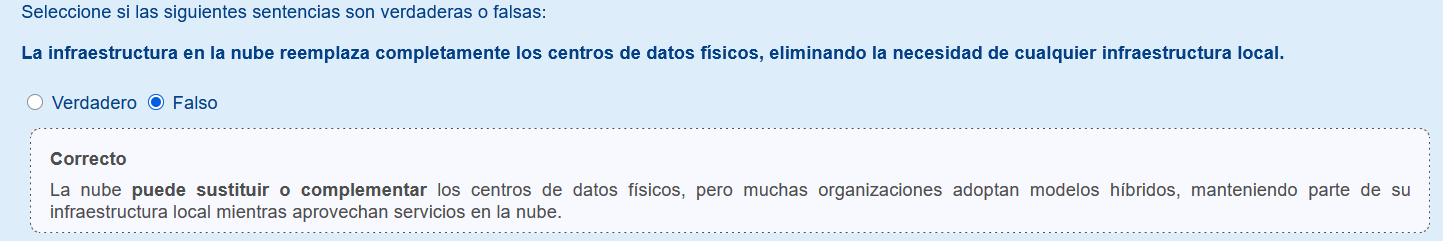 Seleccione si las siguientes sentencias son verdaderas o falsas:
La infraestructura en la nube reemplaza completamente los centros de datos físicos, eliminando la necesidad de cualquier infraestructura local.
Verdadero Falso
Correcto
La nube puede sustituir o complementar los centros de datos físicos, pero muchas organizaciones adoptan modelos híbridos, manteniendo parte de su
infraestructura local mientras aprovechan servicios en la nube.